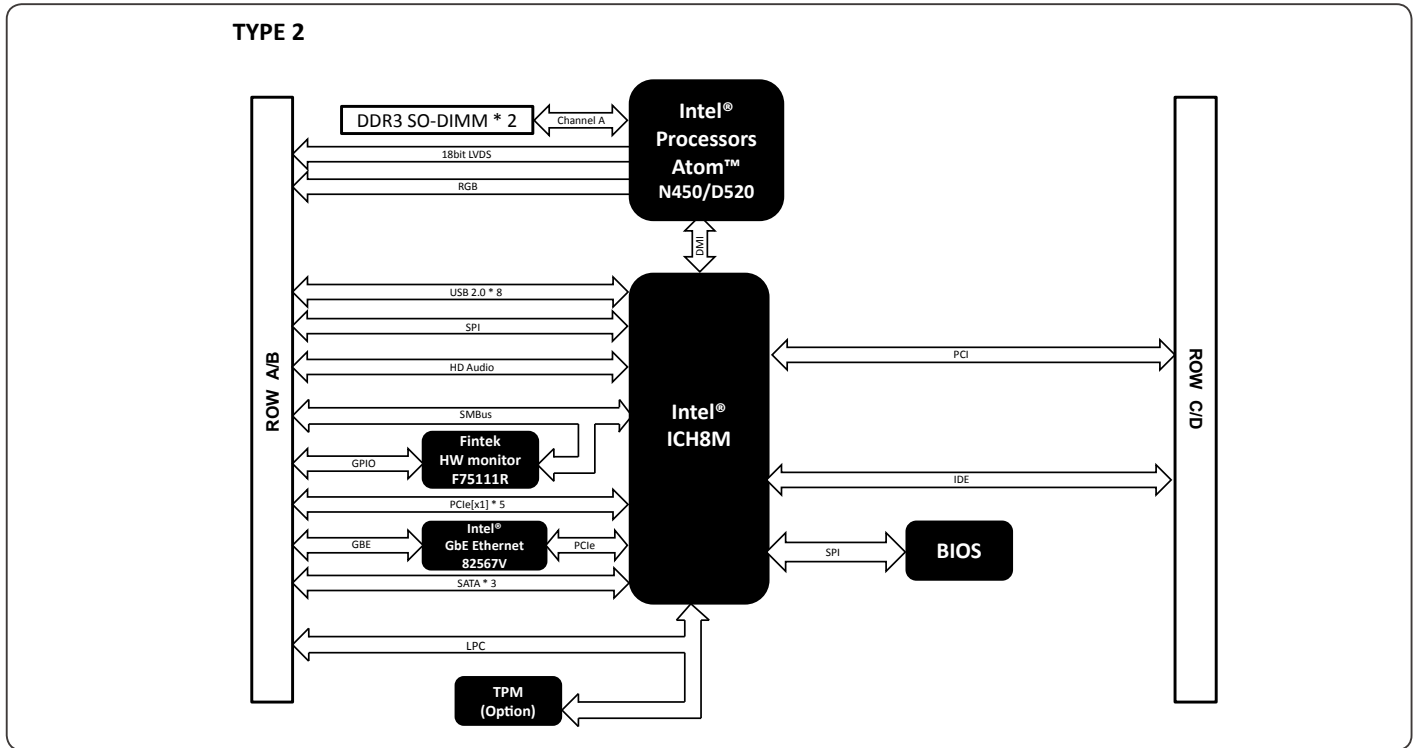 TYPE 2
DDR3 SO-DIMM * 2
Channel A
Intel®
Processors
Atom™
N450/D520
18bit LVDS
RGB
DMI
ROW A/B
USB 2.0 * 8
SPI
HD Audio
SMBus
Fintek
HW monitor
F75111R
GPIO
PCIe[x1] * 5
Intel®
GbE Ethernet
82567V
GBE
PCIe
SATA * 3
LPC
TPM
(Option)
Intel®
ICH8M
PCI
IDE
SPI
BIOS
ROW C/D